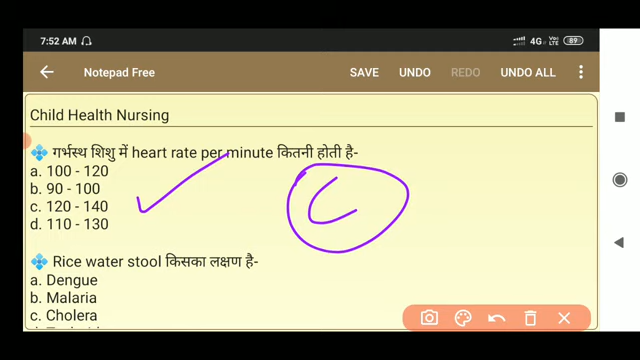 7:52 AM 4G VoLTE 89
Notepad Free SAVE UNDO REDO UNDO ALL
Child Health Nursing
गर्भस्थ शिशु में heart rate per minute कितनी होती है-
a. 100 - 120
b. 90 - 100
c. 120 - 140
d. 110 - 130
C
Rice water stool किसका लक्षण है-
a. Dengue
b. Malaria
c. Cholera